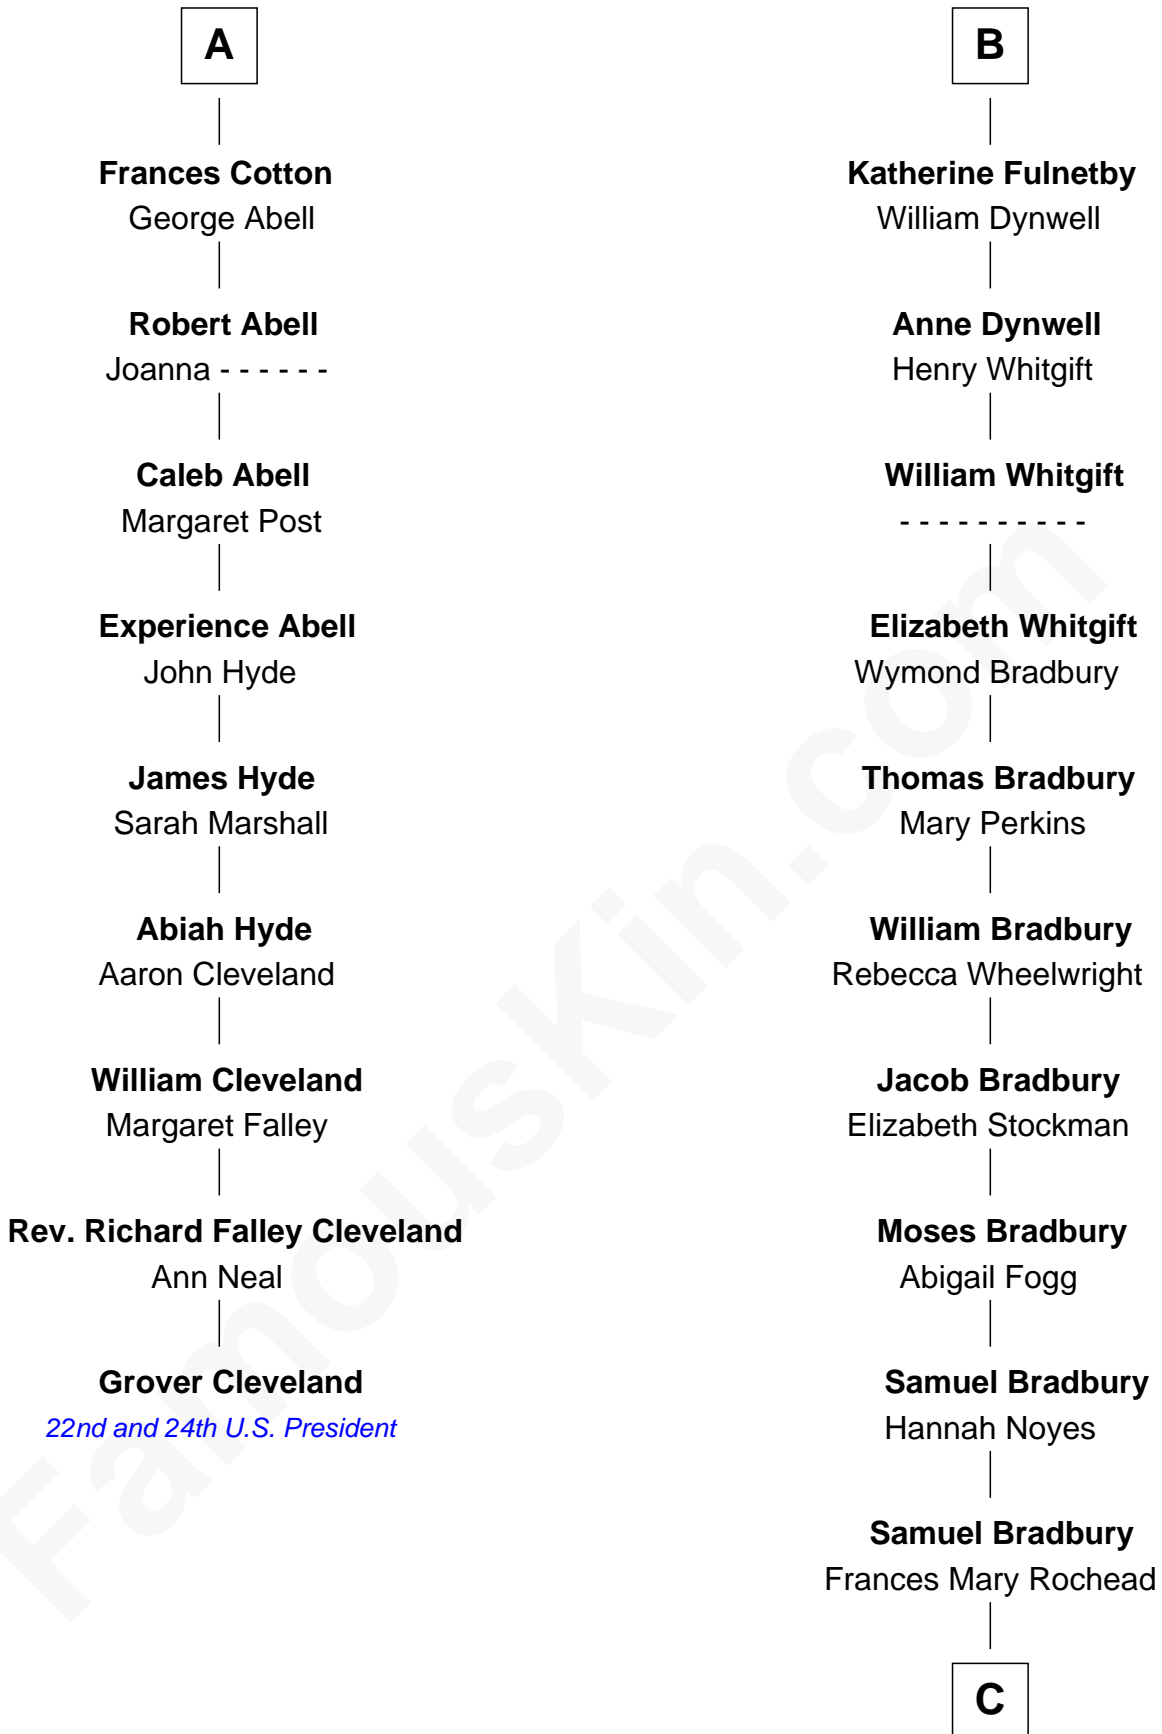 A
Frances Cotton
George Abell
Robert Abell
Joanna - - - - - -
Caleb Abell
Margaret Post
Experience Abell
John Hyde
James Hyde
Sarah Marshall
Abiah Hyde
Aaron Cleveland
William Cleveland
Margaret Falley
Rev. Richard Falley Cleveland
Ann Neal
Grover Cleveland
22nd and 24th U.S. President
B
Katherine Fulnetby
William Dynwell
Anne Dynwell
Henry Whitgift
William Whitgift
- - - - - - - - - -
Elizabeth Whitgift
Wymond Bradbury
Thomas Bradbury
Mary Perkins
William Bradbury
Rebecca Wheelwright
Jacob Bradbury
Elizabeth Stockman
Moses Bradbury
Abigail Fogg
Samuel Bradbury
Hannah Noyes
Samuel Bradbury
Frances Mary Rochead
C
FamousKin.com